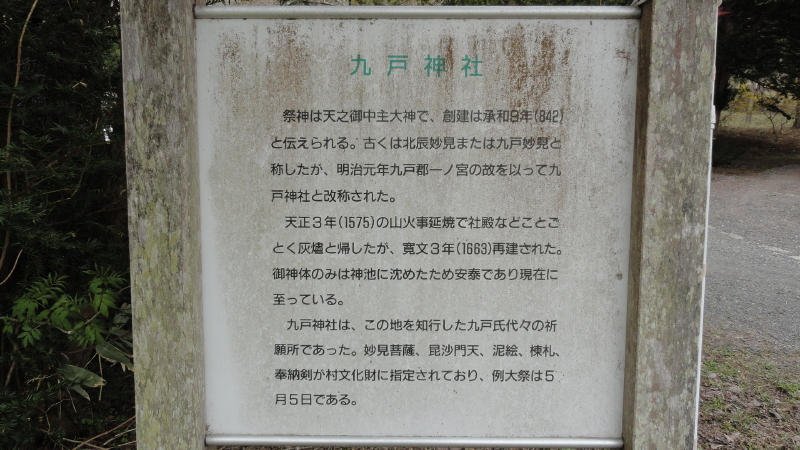 九戸神社
祭神は天之御中主大神で、創建は承和9年(842)
と伝えられる。古くは北辰妙見または九戸妙見と
称したが、明治元年九戸郡一ノ宮の故を以って九
戸神社と改称された。
天正3年(1575)の山火事延焼で社殿などことご
とく灰燼と帰したが、寛文3年(1663)再建された。
御神体のみは神池に沈めたため安泰であり現在に
至っている。
九戸神社は、この地を知行した九戸氏代々の祈
願所であった。妙見菩薩、昆沙門天、泥絵、棟札、
奉納剣が村文化財に指定されており、例大祭は5
月5日である。